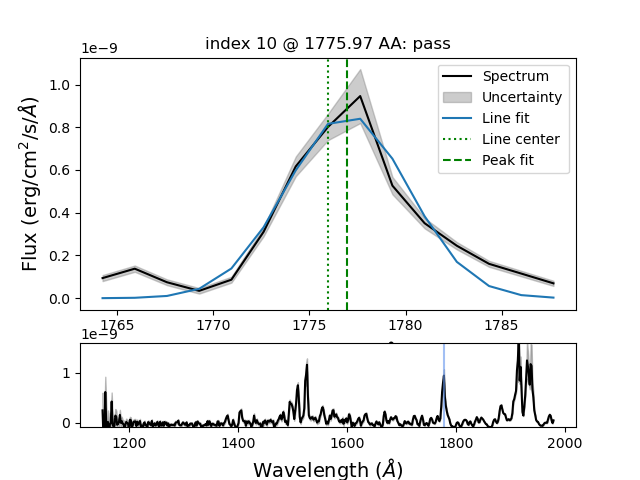 index 10 @ 1775.97 AA: pass
1e−9
Flux (erg/cm²/s/Å)
1.0
0.8
0.6
0.4
0.2
0.0
Spectrum
Uncertainty
Line fit
Line center
Peak fit
1765 1770 1775 1780 1785
1e−9
1
0
1200 1400 1600 1800 2000
Wavelength (Å)